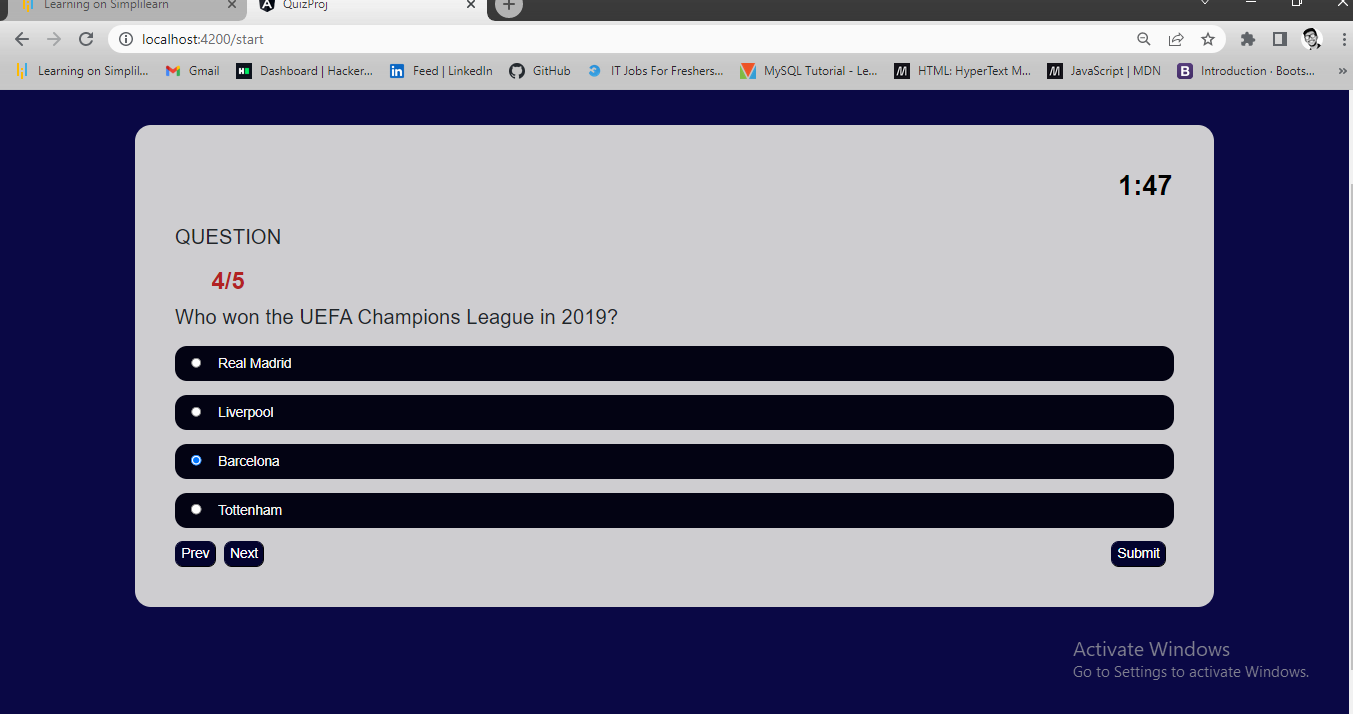 Learning on Simplilearn
QuizProj
localhost:4200/start
Learning on Simplil... Gmail Dashboard | Hacker... Feed | LinkedIn GitHub IT Jobs For Freshers... MySQL Tutorial - Le... HTML: HyperText M... JavaScript | MDN B Introduction · Boots... »
1:47
QUESTION
4/5
Who won the UEFA Champions League in 2019?
Real Madrid
Liverpool
Barcelona
Tottenham
Prev Next Submit
Activate Windows
Go to Settings to activate Windows.